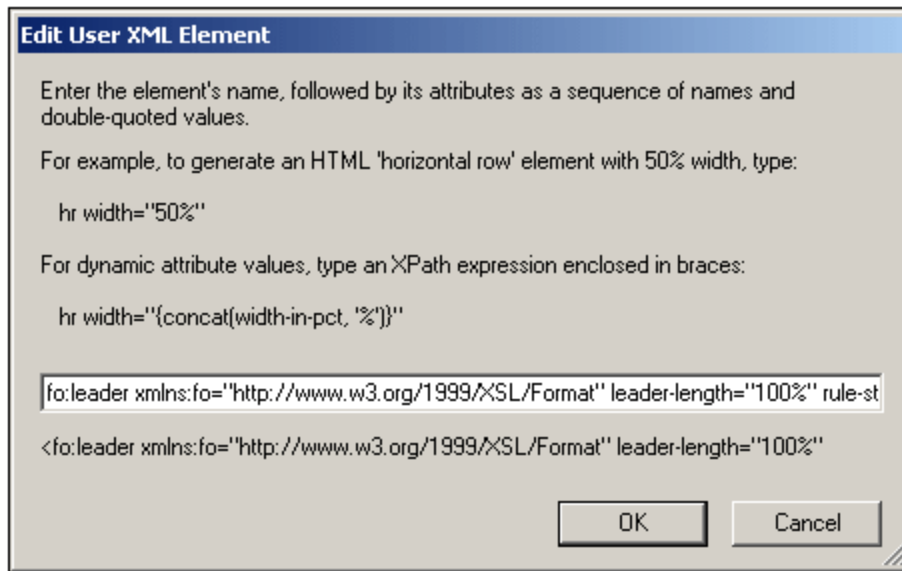 Edit User XML Element
Enter the element's name, followed by its attributes as a sequence of names and
double-quoted values.
For example, to generate an HTML 'horizontal row' element with 50% width, type:
hr width="50%"
For dynamic attribute values, type an XPath expression enclosed in braces:
hr width="{concat(width-in-pct, '%')}"
fo:leader xmlns:fo="http://www.w3.org/1999/XSL/Format" leader-length="100%" rule-st
<fo:leader xmlns:fo="http://www.w3.org/1999/XSL/Format" leader-length="100%"
OK Cancel